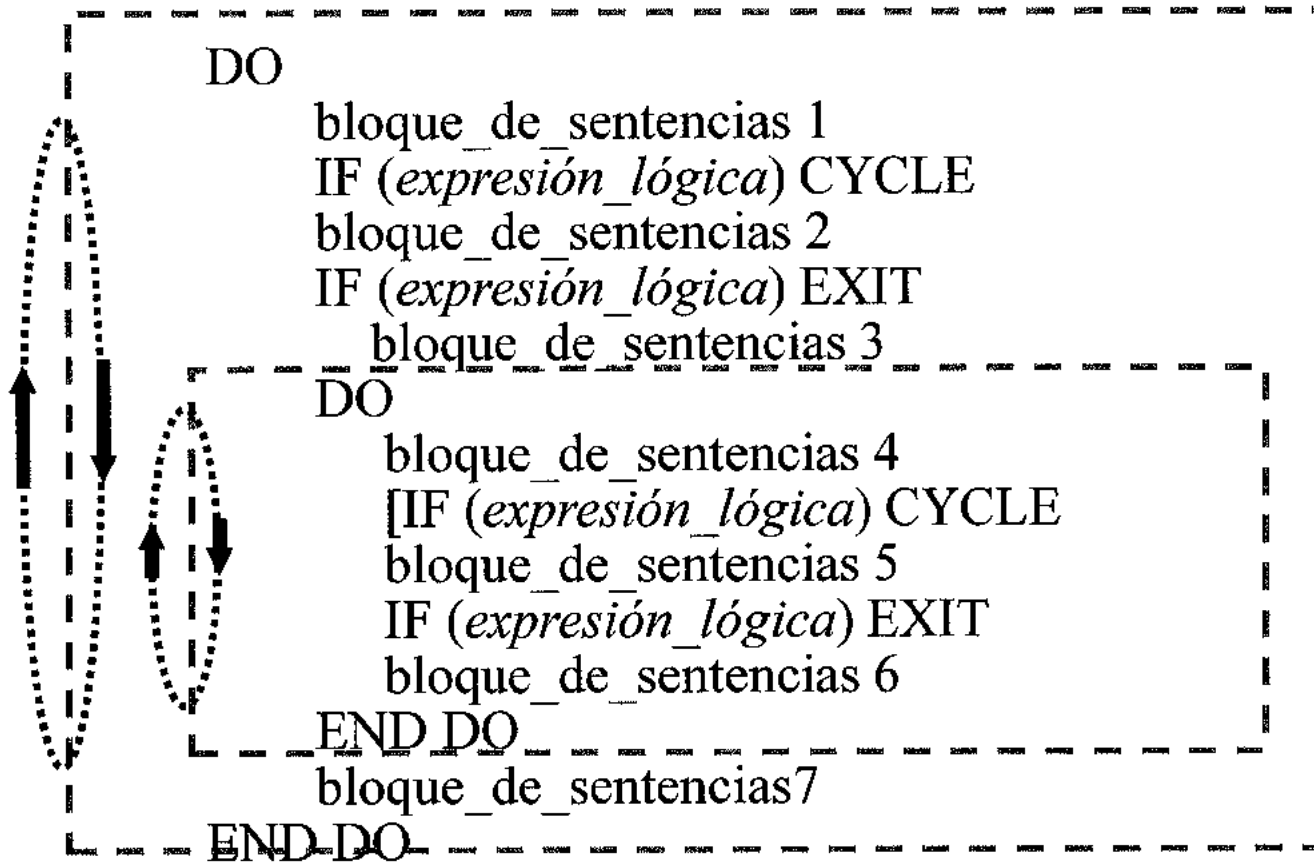 DO
bloque_de_sentencias 1
IF (expresión_lógica) CYCLE
bloque_de_sentencias 2
IF (expresión_lógica) EXIT
bloque_de_sentencias 3
DO
bloque_de_sentencias 4
[IF (expresión_lógica) CYCLE
bloque_de_sentencias 5
IF (expresión_lógica) EXIT
bloque_de_sentencias 6
END DO
bloque_de_sentencias7
END DO